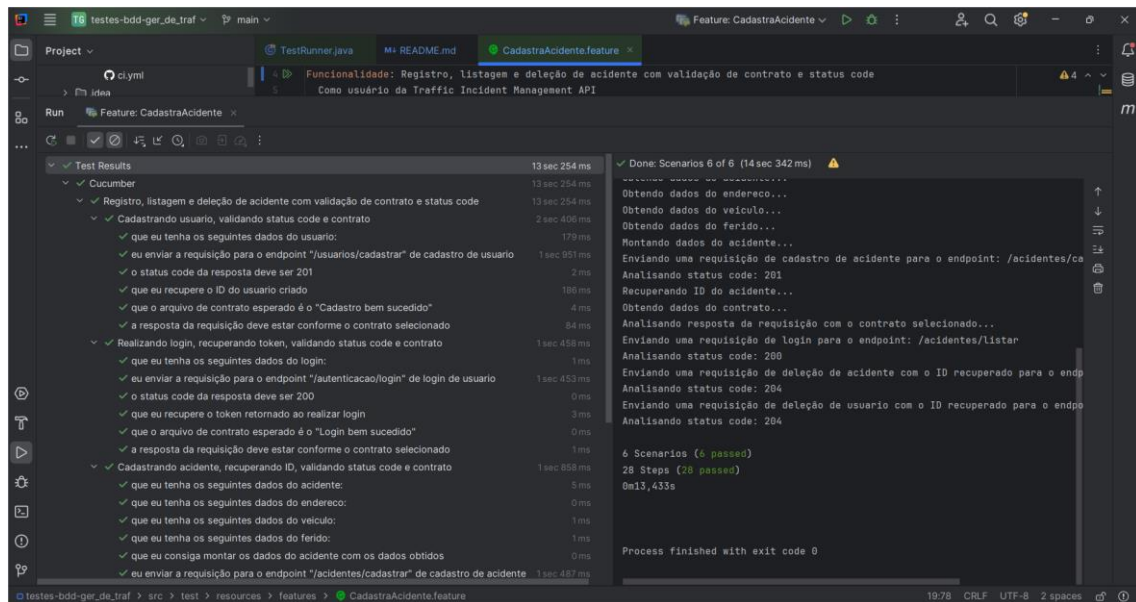 TG testes-bdd-ger_de_traf main Feature: CadastraAcidente
Project TestRunner.java M↓ README.md CadastraAcidente.feature
ci.yml 4 Funcionalidade: Registro, listagem e deleção de acidente com validação de contrato e status code 4
.idea 5 Como usuário da Traffic Incident Management API
Run Feature: CadastraAcidente
m
Test Results 13 sec 254 ms
Cucumber 13 sec 254 ms
Registro, listagem e deleção de acidente com validação de contrato e status code 13 sec 254 ms
Cadastrando usuario, validando status code e contrato 2 sec 406 ms
que eu tenha os seguintes dados do usuario: 179 ms
eu enviar a requisição para o endpoint "/usuarios/cadastrar" de cadastro de usuario 1 sec 951 ms
o status code da resposta deve ser 201 2 ms
que eu recupere o ID do usuario criado 186 ms
que o arquivo de contrato esperado é o "Cadastro bem sucedido" 4 ms
a resposta da requisição deve estar conforme o contrato selecionado 84 ms
Realizando login, recuperando token, validando status code e contrato 1 sec 458 ms
que eu tenha os seguintes dados do login: 1 ms
eu enviar a requisição para o endpoint "/autenticacao/login" de login de usuario 1 sec 453 ms
o status code da resposta deve ser 200 0 ms
que eu recupere o token retornado ao realizar login 3 ms
que o arquivo de contrato esperado é o "Login bem sucedido" 0 ms
a resposta da requisição deve estar conforme o contrato selecionado 1 ms
Cadastrando acidente, recuperando ID, validando status code e contrato 1 sec 858 ms
que eu tenha os seguintes dados do acidente: 5 ms
que eu tenha os seguintes dados do endereco: 0 ms
que eu tenha os seguintes dados do veiculo: 1 ms
que eu tenha os seguintes dados do ferido: 1 ms
que eu consiga montar os dados do acidente com os dados obtidos 0 ms
eu enviar a requisição para o endpoint "/acidentes/cadastrar" de cadastro de acidente 1 sec 487 ms
Done: Scenarios 6 of 6 (14 sec 342 ms)
Obtendo dados do acidente...
Obtendo dados do endereco...
Obtendo dados do veiculo...
Obtendo dados do ferido...
Montando dados do acidente...
Enviando uma requisição de cadastro de acidente para o endpoint: /acidentes/ca
Analisando status code: 201
Recuperando ID do acidente...
Obtendo dados do contrato...
Analisando resposta da requisição com o contrato selecionado...
Enviando uma requisição de login para o endpoint: /acidentes/listar
Analisando status code: 200
Enviando uma requisição de deleção de acidente com o ID recuperado para o endp
Analisando status code: 204
Enviando uma requisição de deleção de usuario com o ID recuperado para o endpo
Analisando status code: 204
6 Scenarios (6 passed)
28 Steps (28 passed)
0m13,433s
Process finished with exit code 0
testes-bdd-ger_de_traf > src > test > resources > features > CadastraAcidente.feature 19:78 CRLF UTF-8 2 spaces